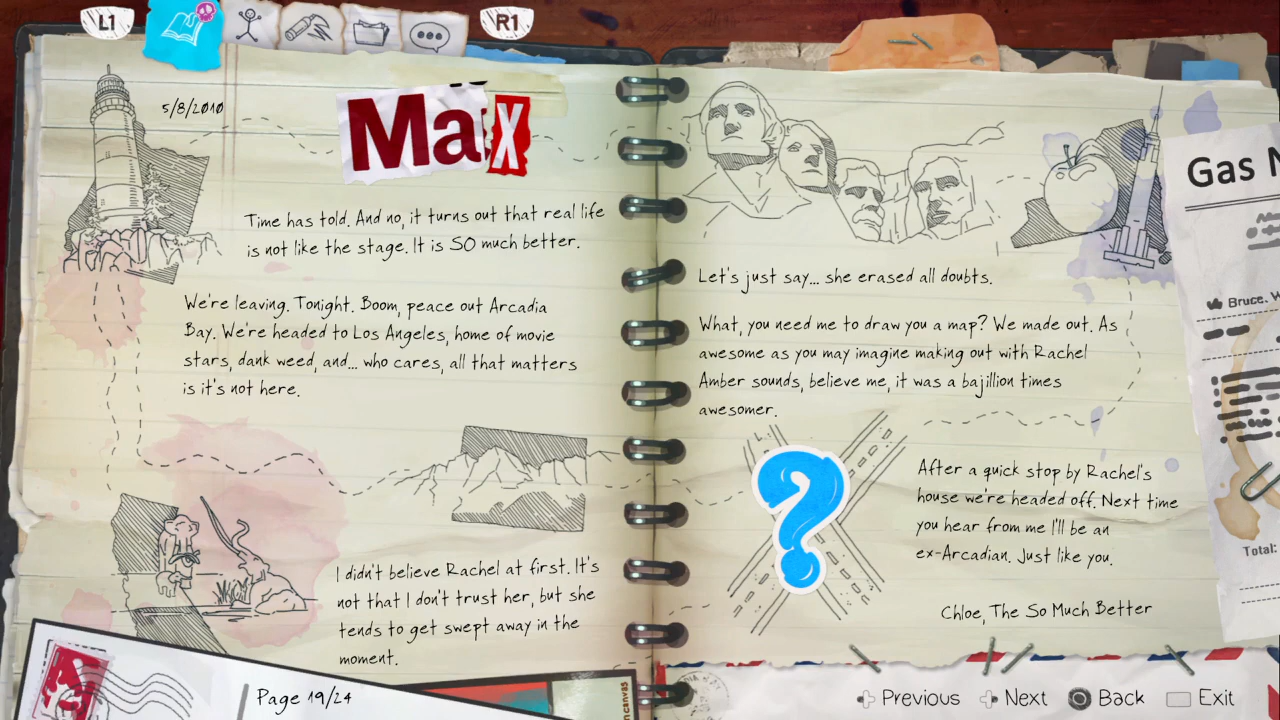 L1
R1
5/8/2010
Max
Time has told. And no, it turns out that real life
is not like the stage. It is SO much better.
We're leaving. Tonight. Boom, peace out Arcadia
Bay. We're headed to Los Angeles, home of movie
stars, dank weed, and... who cares, all that matters
is it's not here.
I didn't believe Rachel at first. It's
not that I don't trust her, but she
tends to get swept away in the
moment.
Page 19/24
Let's just say... she erased all doubts.
What, you need me to draw you a map? We made out. As
awesome as you may imagine making out with Rachel
Amber sounds, believe me, it was a bajillion times
awesomer.
?
After a quick stop by Rachel's
house we're headed off. Next time
you hear from me I'll be an
ex-Arcadian. Just like you.
Chloe, The So Much Better
Gas
Bruce.
Total:
canvas
Previous
Next
Back
Exit